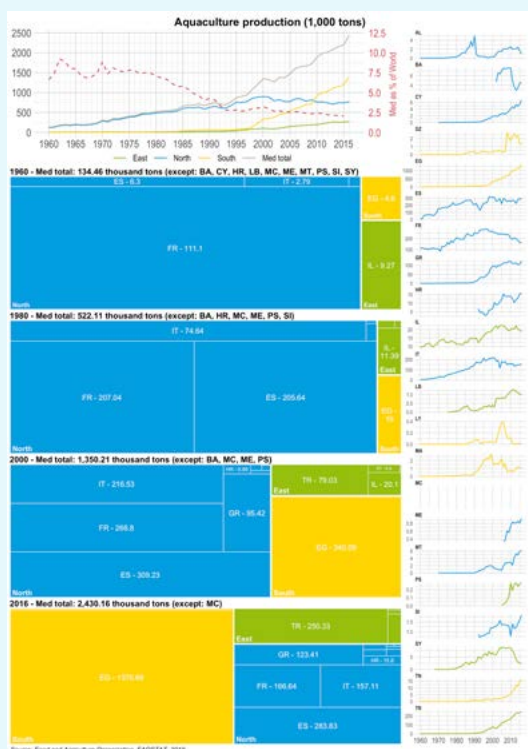 Aquaculture production (1,000 tons)
2500
2000
1500
1000
500
0
12.5
10.0
7.5
5.0
2.5
0.0
Med as % of World
1960 1965 1970 1975 1980 1985 1990 1995 2000 2005 2010 2015
East North South Med total
1960 - Med total: 134.46 thousand tons (except: BA, CY, HR, LB, MC, ME, MT, PS, SI, SY)
ES - 6.3
IT - 2.79
FR - 111.1
South
IL - 9.27
North
East
1980 - Med total: 522.11 thousand tons (except: BA, HR, MC, ME, PS, SI)
IT - 74.64
IL - 11.39
East
FR - 207.04
ES - 205.64
North
South
2000 - Med total: 1,350.21 thousand tons (except: BA, MC, ME, PS)
IT - 216.53
TR - 79.03
East
IL - 20.1
GR - 95.42
FR - 266.8
ES - 309.23
North
South
2016 - Med total: 2,430.16 thousand tons (except: MC)
TR - 250.33
East
GR - 123.41
FR - 166.64
IT - 157.11
ES - 283.83
South
North
AL
BA
CY
DZ
EG
ES
FR
GR
HR
IL
IT
LB
LY
MA
MC
ME
MT
PS
SI
SY
TN
TR
1960 1970 1980 1990 2000 2010